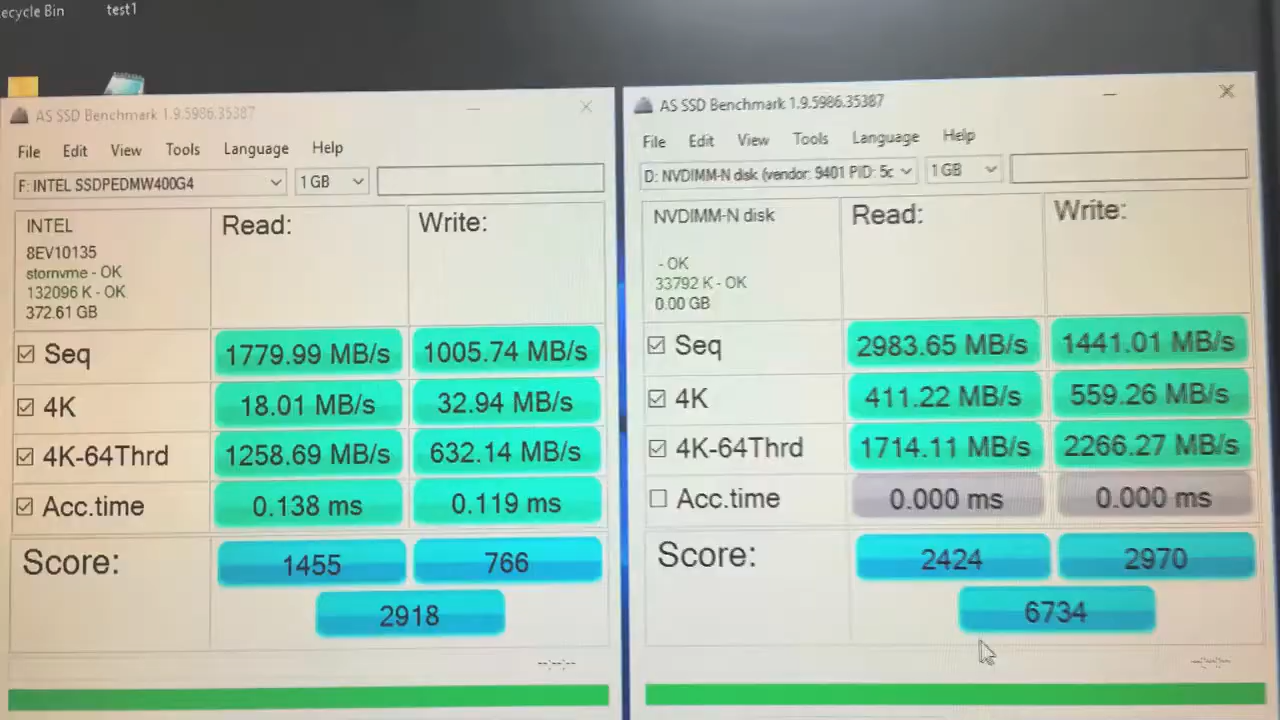 ecycle Bin
test1
AS SSD Benchmark 1.9.5986.35387
File Edit View Tools Language Help
F: INTEL SSDPEDMW400G4 1 GB
INTEL
8EV10135
stornvme - OK
132096 K - OK
372.61 GB
Read: Write:
Seq 1779.99 MB/s 1005.74 MB/s
4K 18.01 MB/s 32.94 MB/s
4K-64Thrd 1258.69 MB/s 632.14 MB/s
Acc.time 0.138 ms 0.119 ms
Score: 1455 766
2918
--:--:--
AS SSD Benchmark 1.9.5986.35387
File Edit View Tools Language Help
D: NVDIMM-N disk (vendor: 9401 PID: 5c 1 GB
NVDIMM-N disk
- OK
33792 K - OK
0.00 GB
Read: Write:
Seq 2983.65 MB/s 1441.01 MB/s
4K 411.22 MB/s 559.26 MB/s
4K-64Thrd 1714.11 MB/s 2266.27 MB/s
Acc.time 0.000 ms 0.000 ms
Score: 2424 2970
6734
--:--:--